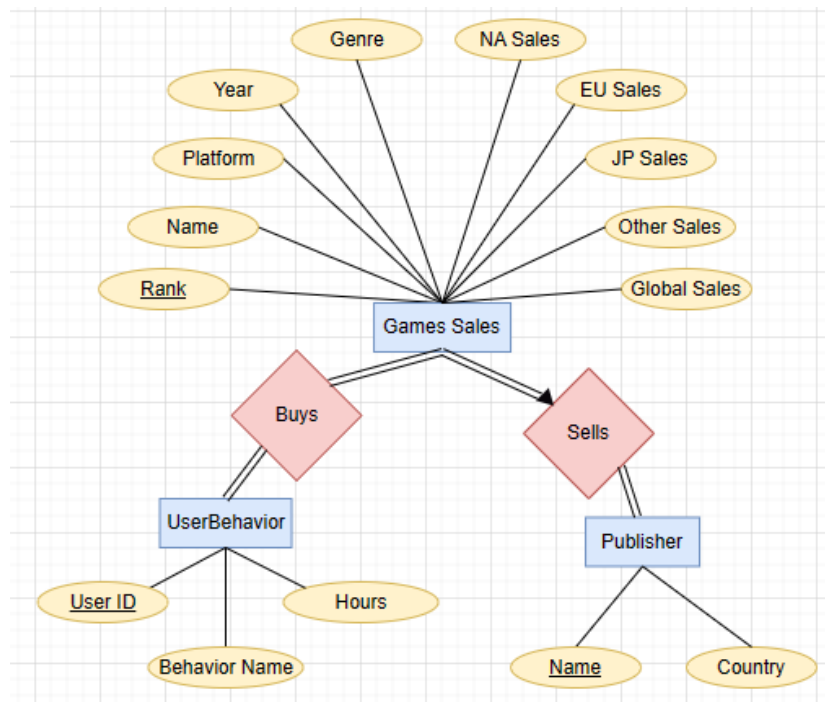 Genre
NA Sales
Year
EU Sales
Platform
JP Sales
Name
Other Sales
Rank
Global Sales
Games Sales
Buys
Sells
UserBehavior
Publisher
User ID
Hours
Behavior Name
Name
Country